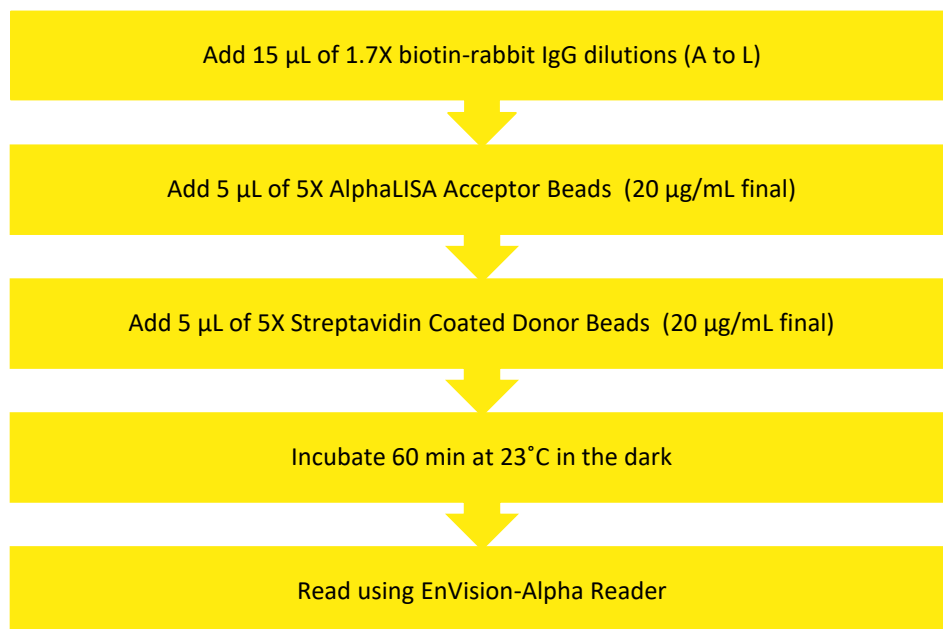 Add 15 µL of 1.7X biotin-rabbit IgG dilutions (A to L)
Add 5 µL of 5X AlphaLISA Acceptor Beads  (20 µg/mL final)
Add 5 µL of 5X Streptavidin Coated Donor Beads  (20 µg/mL final)
Incubate 60 min at 23˚C in the dark
Read using EnVision-Alpha Reader